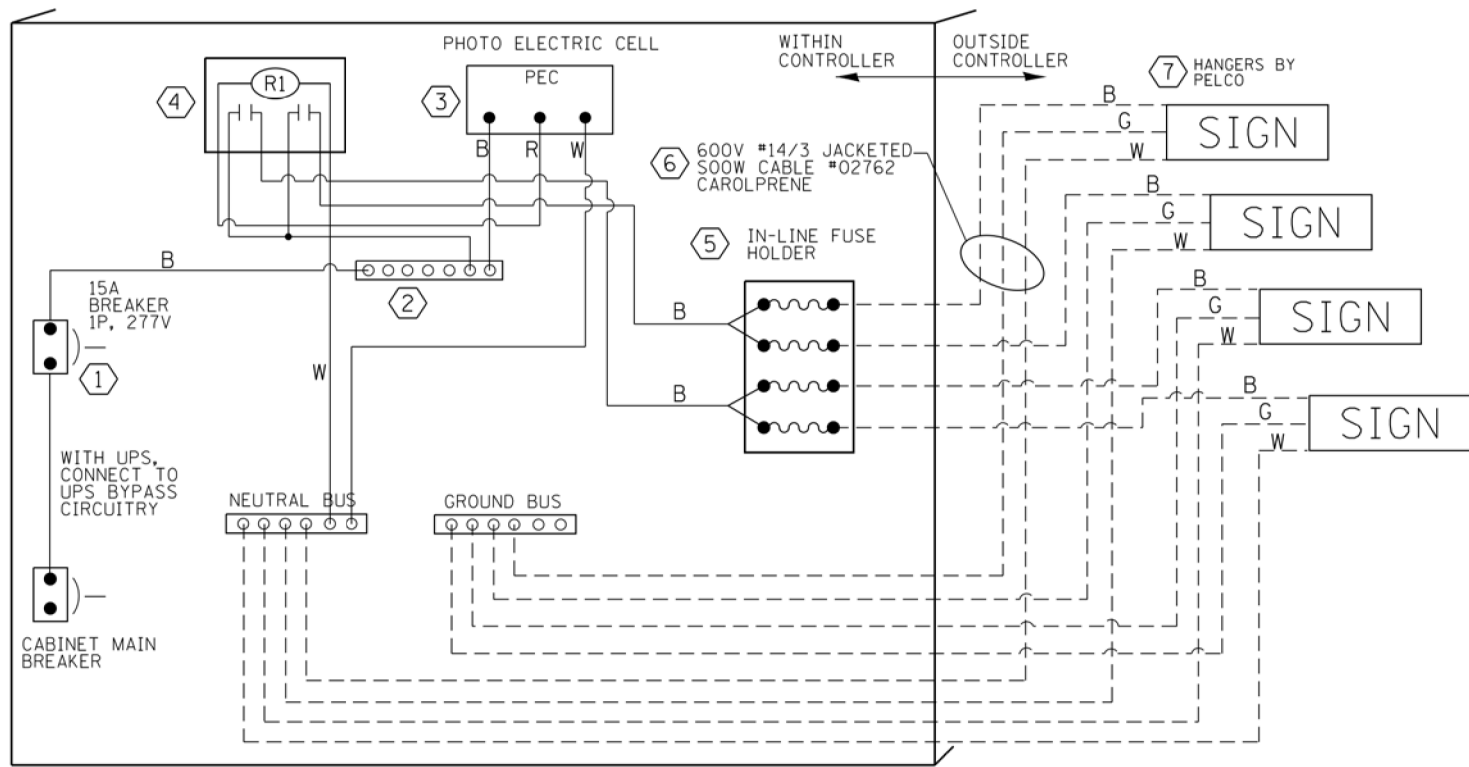 PHOTO ELECTRIC CELL
WITHIN
CONTROLLER
OUTSIDE
CONTROLLER
7
HANGERS BY
PELCO
4
R1
3
PEC
B
R
W
B
G
W
SIGN
6
600V #14/3 JACKETED
SOOW CABLE #02762
CAROLPRENE
B
G
W
SIGN
5
IN-LINE FUSE
HOLDER
B
2
15A
BREAKER
1P, 277V
1
B
B
W
B
G
W
SIGN
B
G
W
SIGN
WITH UPS,
CONNECT TO
UPS BYPASS
CIRCUITRY
NEUTRAL BUS
GROUND BUS
CABINET MAIN
BREAKER